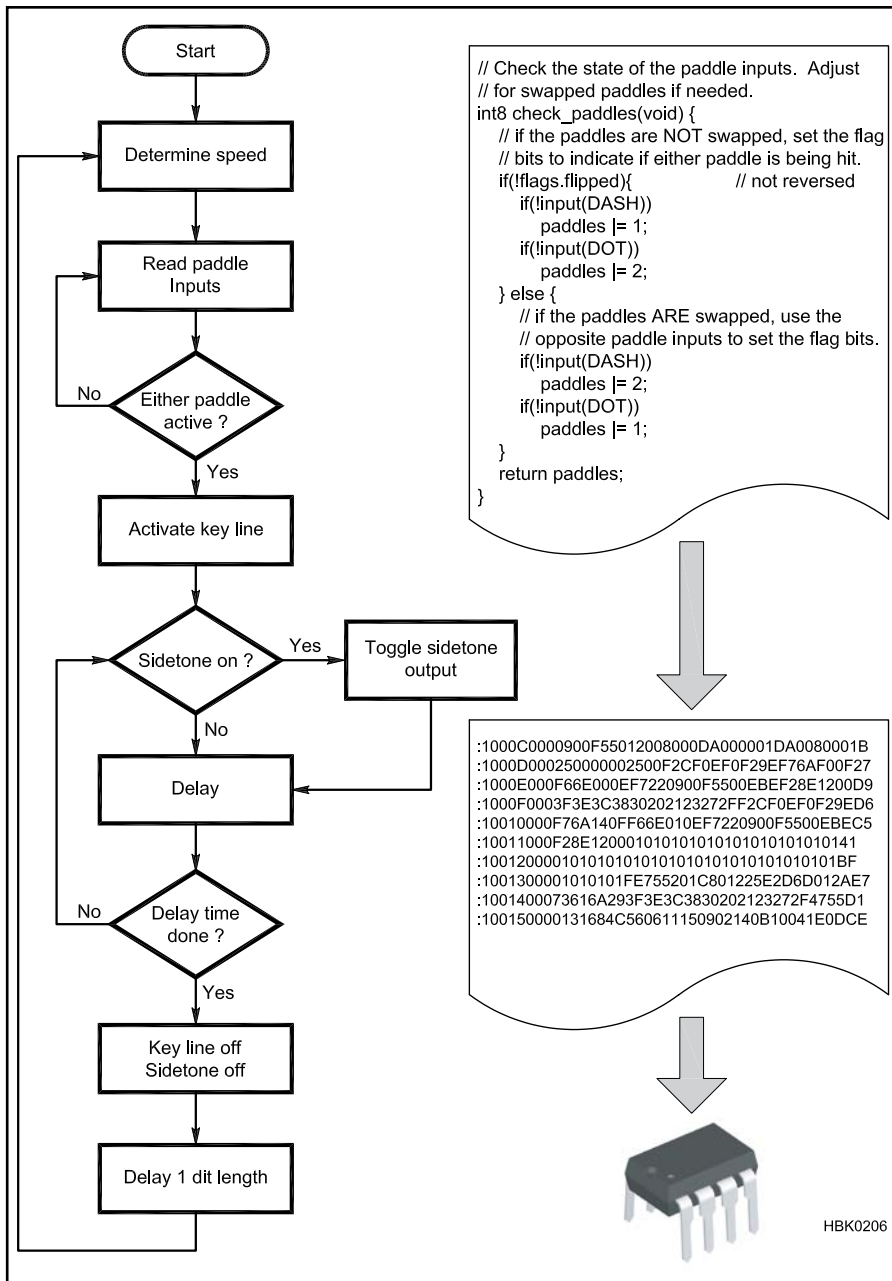 Start
Determine speed
Read paddle
Inputs
Either paddle
active ?
No
Yes
Activate key line
Sidetone on ?
Yes
Toggle sidetone
output
No
Delay
Delay time
done ?
No
Yes
Key line off
Sidetone off
Delay 1 dit length
// Check the state of the paddle inputs.  Adjust
// for swapped paddles if needed.
int8 check_paddles(void) {
// if the paddles are NOT swapped, set the flag
// bits to indicate if either paddle is being hit.
if(!flags.flipped){ // not reversed
if(!input(DASH))
paddles |= 1;
if(!input(DOT))
paddles |= 2;
} else {
// if the paddles ARE swapped, use the
// opposite paddle inputs to set the flag bits.
if(!input(DASH))
paddles |= 2;
if(!input(DOT))
paddles |= 1;
}
return paddles;
}
:1000C0000900F55012008000DA000001DA0080001B
:1000D000250000002500F2CF0EF0F29EF76AF00F27
:1000E000F66E000EF7220900F5500EBEF28E1200D9
:1000F0003F3E3C3830202123272FF2CF0EF0F29ED6
:10010000F76A140FF66E010EF7220900F5500EBEC5
:10011000F28E1200010101010101010101010141
:100120000101010101010101010101010101010 1BF
:1001300001010101FE755201C801225E2D6D012AE7
:1001400073616A293F3E3C3830202123272F4755D1
:100150000131684C560611150902140B10041E0DCE
HBK0206